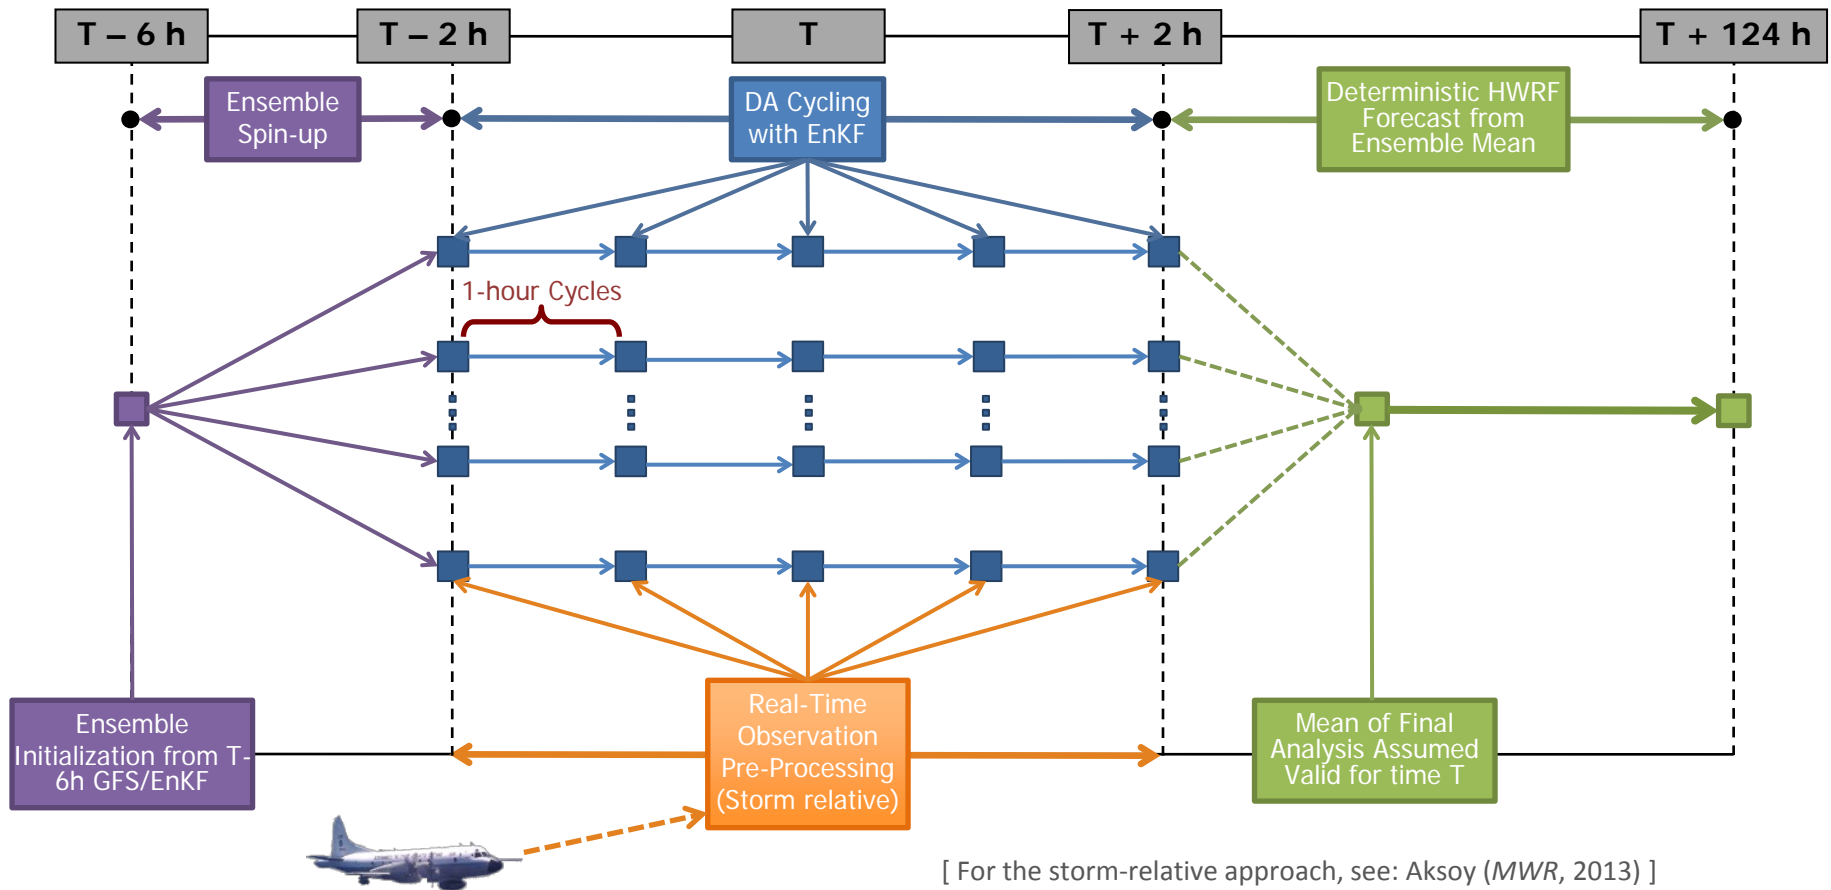 T – 6 h
T – 2 h
T
T + 2 h
T + 124 h
Ensemble
Spin-up
DA Cycling
with EnKF
Deterministic HWRF
Forecast from
Ensemble Mean
1-hour Cycles
Ensemble
Initialization from T-
6h GFS/EnKF
Real-Time
Observation
Pre-Processing
(Storm relative)
Mean of Final
Analysis Assumed
Valid for time T
[ For the storm-relative approach, see: Aksoy (MWR, 2013) ]